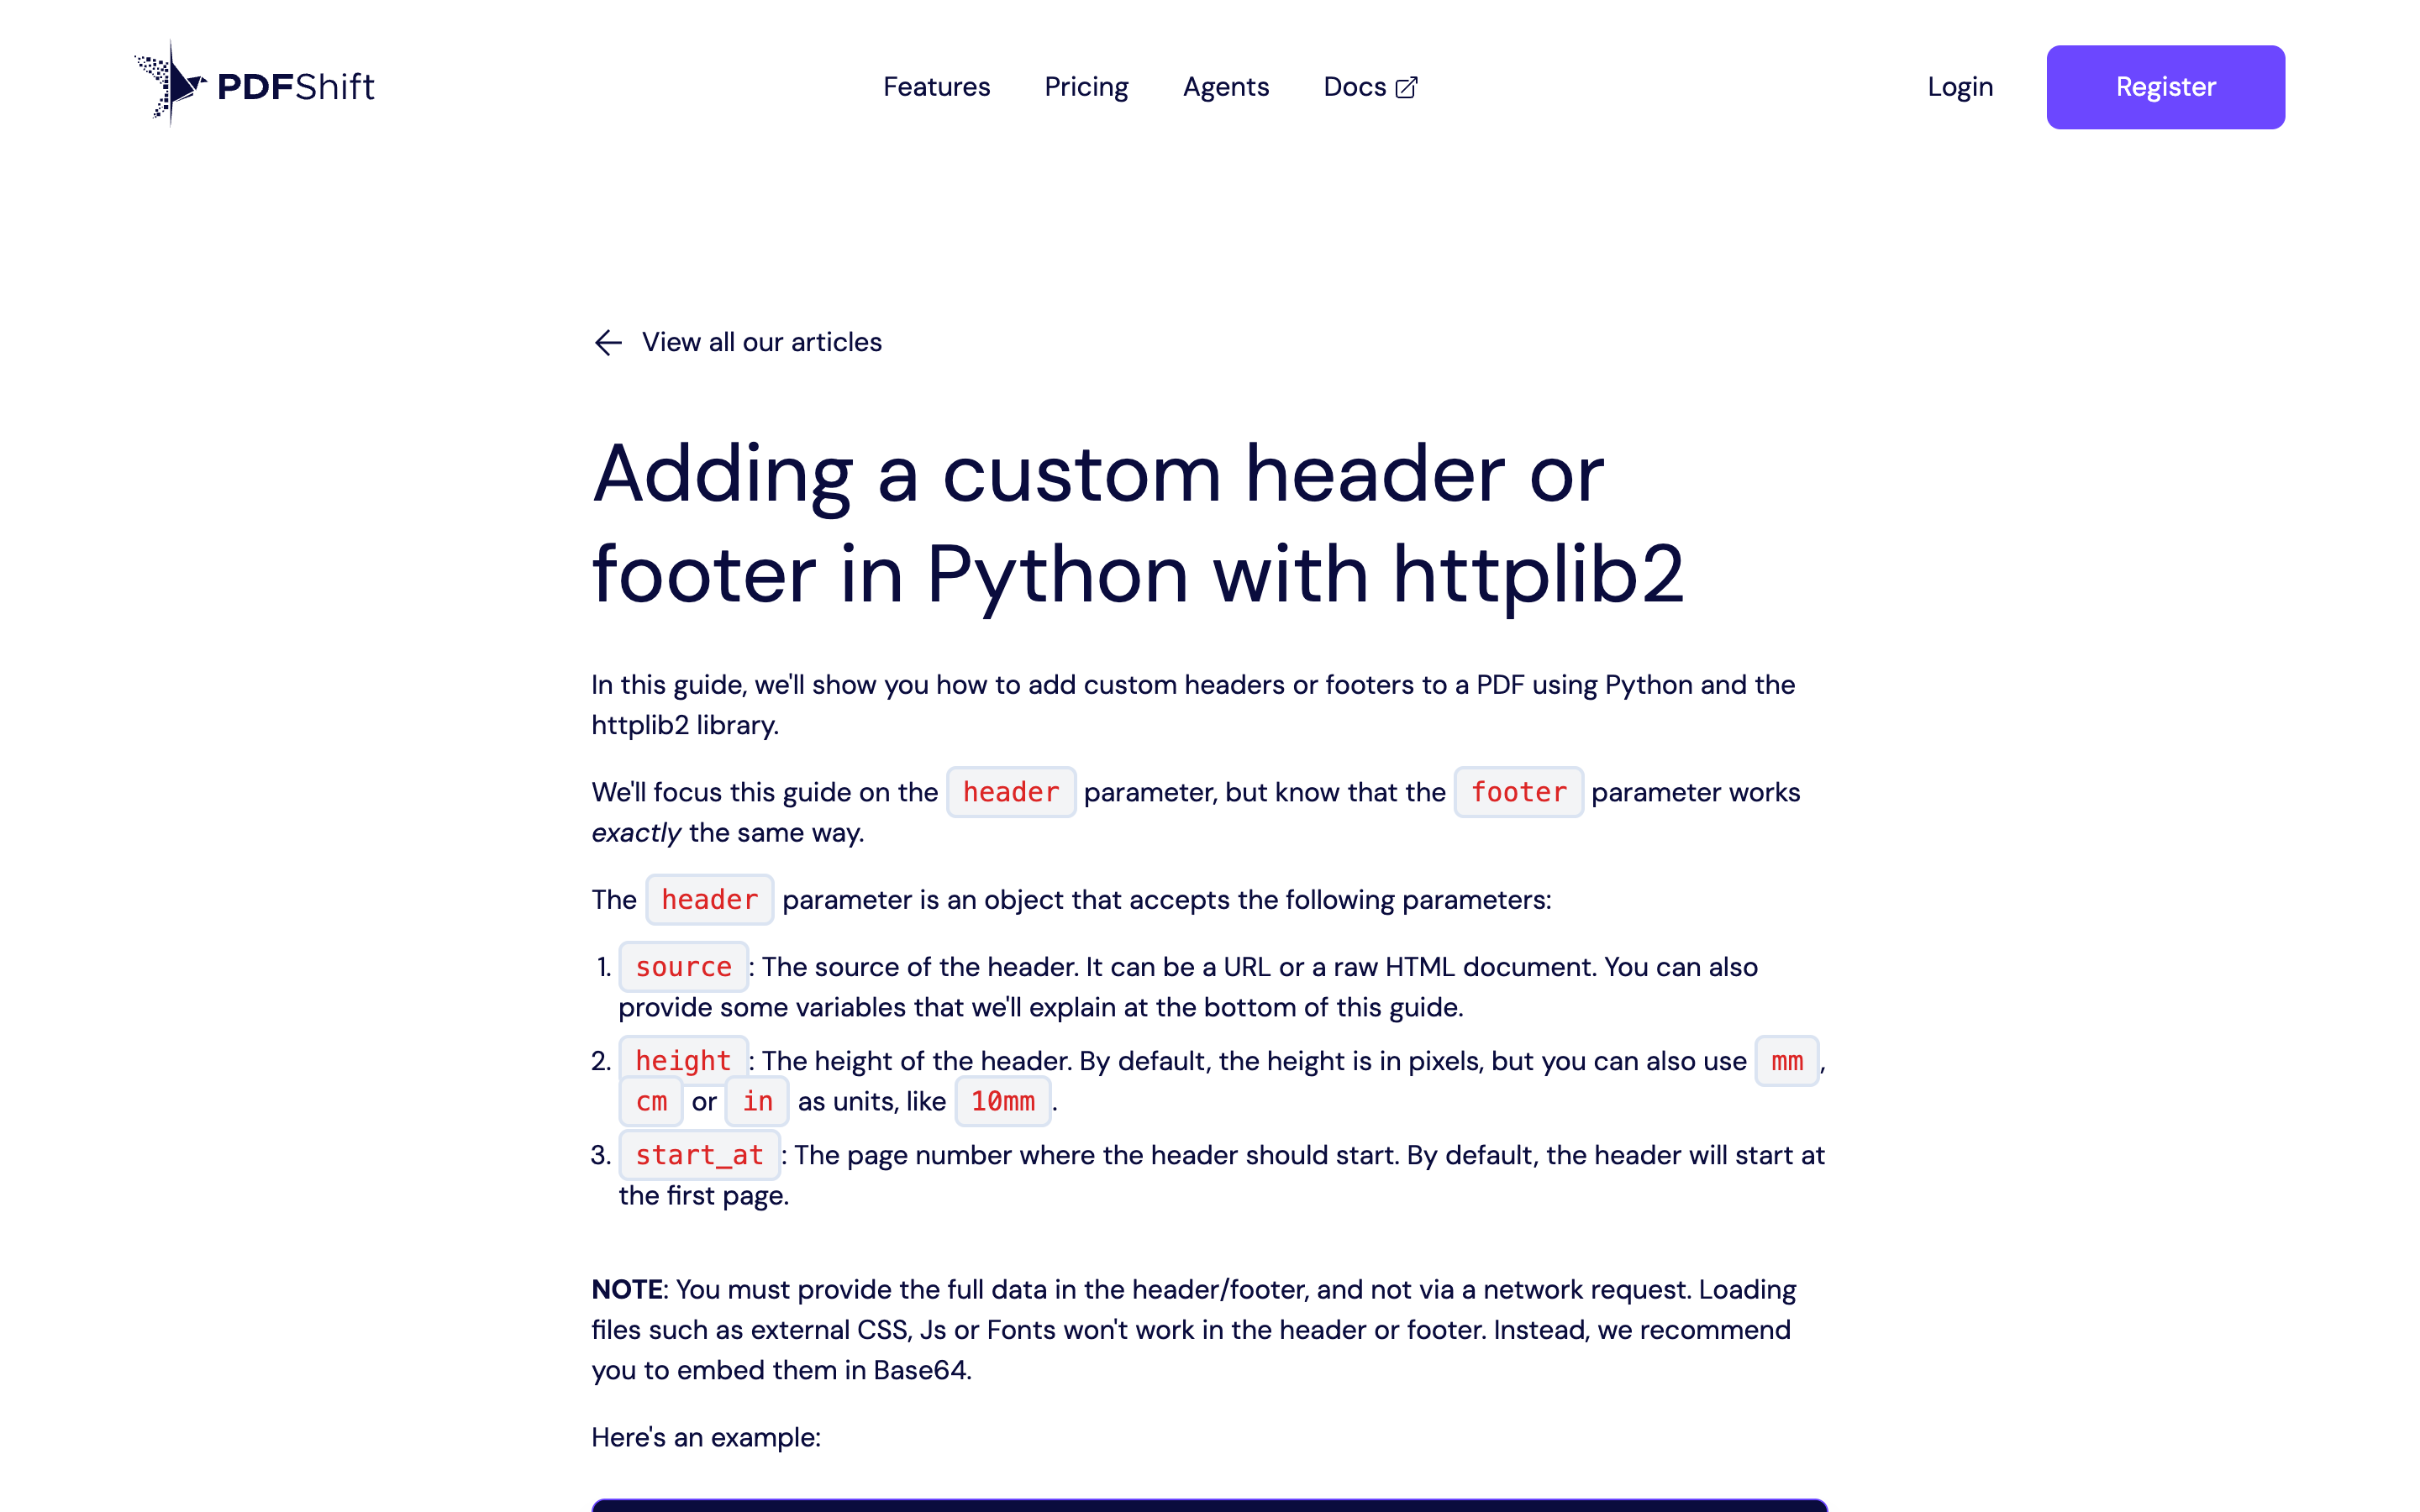 PDFShift
Features Pricing Agents Docs
Login Register
View all our articles
Adding a custom header or
footer in Python with httplib2
In this guide, we'll show you how to add custom headers or footers to a PDF using Python and the
httplib2 library.
We'll focus this guide on the header parameter, but know that the footer parameter works
exactly the same way.
The header parameter is an object that accepts the following parameters:
1. source: The source of the header. It can be a URL or a raw HTML document. You can also
provide some variables that we'll explain at the bottom of this guide.
2. height: The height of the header. By default, the height is in pixels, but you can also use mm,
cm or in as units, like 10mm.
3. start_at: The page number where the header should start. By default, the header will start at
the first page.
NOTE: You must provide the full data in the header/footer, and not via a network request. Loading
files such as external CSS, Js or Fonts won't work in the header or footer. Instead, we recommend
you to embed them in Base64.
Here's an example: